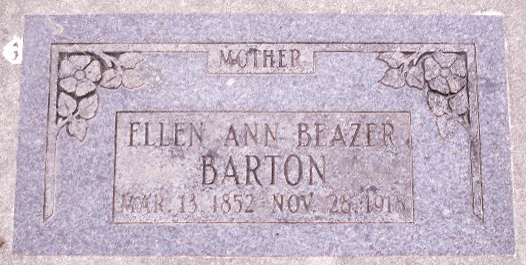 MOTHER
ELLEN ANN BEAZER
BARTON
MAR. 13, 1852 - NOV. 28, 1918